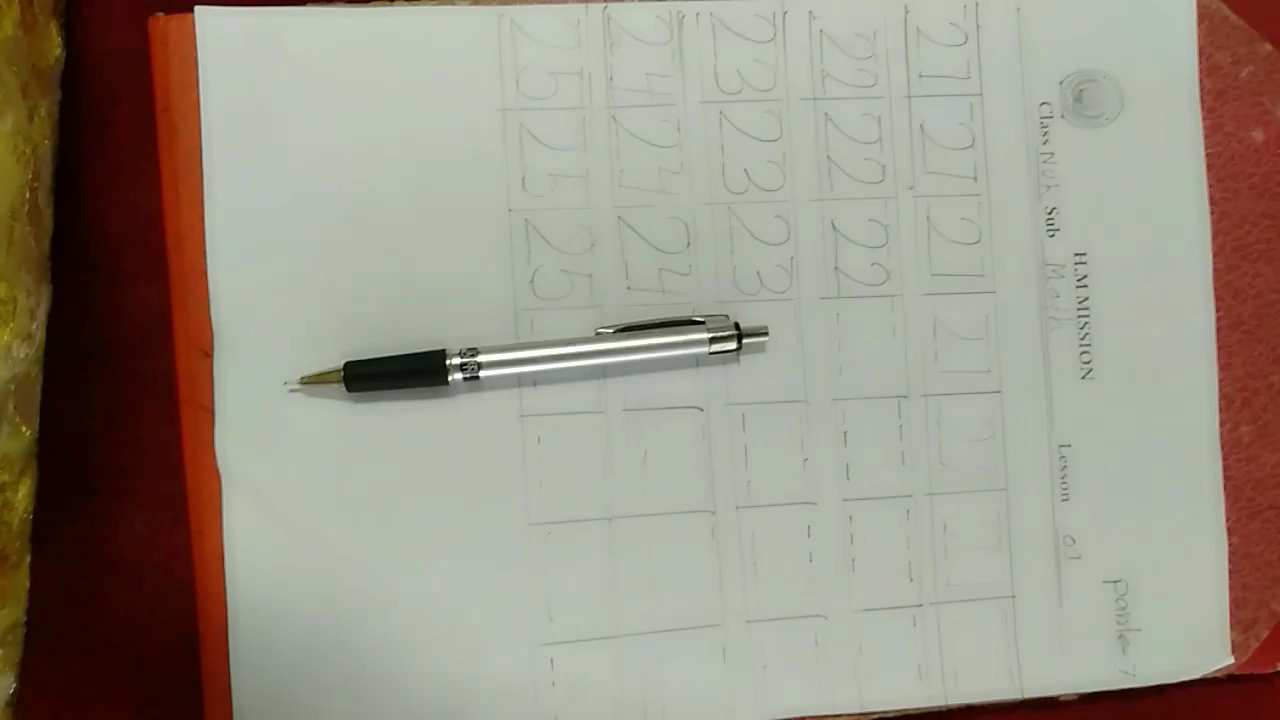 H.M.MISSION
Class Nur Sub Math Lesson 01
21 21 21 21
22 22 22
23 23 23
24 24 24
25 25 25